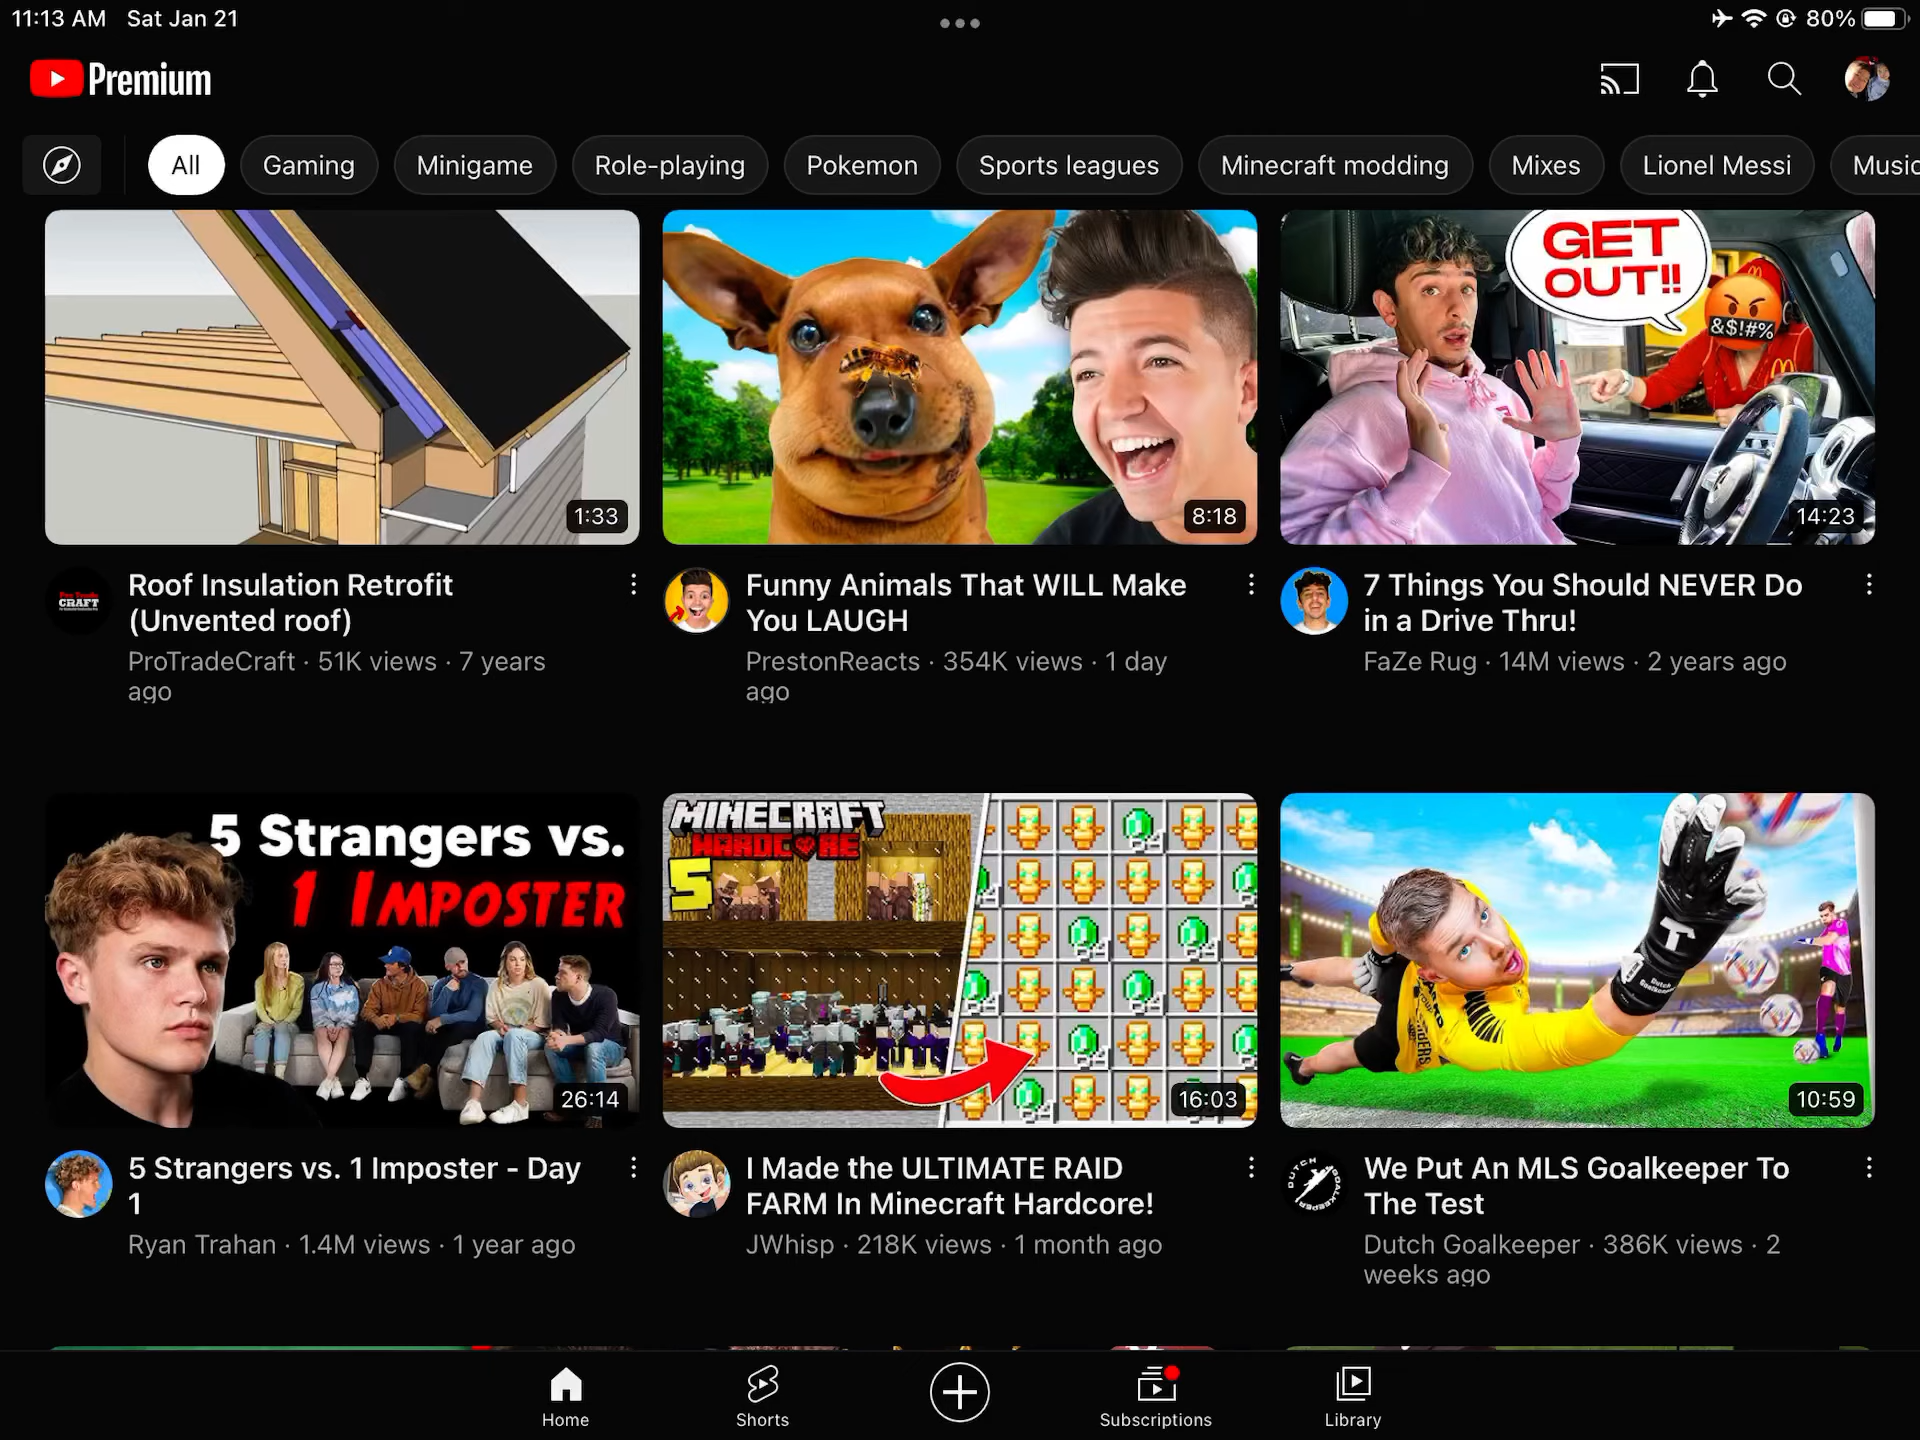 11:13 AM Sat Jan 21
80%
Premium
All
Gaming
Minigame
Role-playing
Pokemon
Sports leagues
Minecraft modding
Mixes
Lionel Messi
Music
1:33
8:18
GET
OUT!!
&$!#%
14:23
CRAFT
Roof Insulation Retrofit
(Unvented roof)
ProTradeCraft · 51K views · 7 years
ago
Funny Animals That WILL Make
You LAUGH
PrestonReacts · 354K views · 1 day
ago
7 Things You Should NEVER Do
in a Drive Thru!
FaZe Rug · 14M views · 2 years ago
5 Strangers vs.
1 IMPOSTER
26:14
MINECRAFT
HARDCORE
5
16:03
10:59
5 Strangers vs. 1 Imposter - Day
1
Ryan Trahan · 1.4M views · 1 year ago
I Made the ULTIMATE RAID
FARM In Minecraft Hardcore!
JWhisp · 218K views · 1 month ago
DUTCH GOALKEEPER
We Put An MLS Goalkeeper To
The Test
Dutch Goalkeeper · 386K views · 2
weeks ago
Home
Shorts
Subscriptions
Library